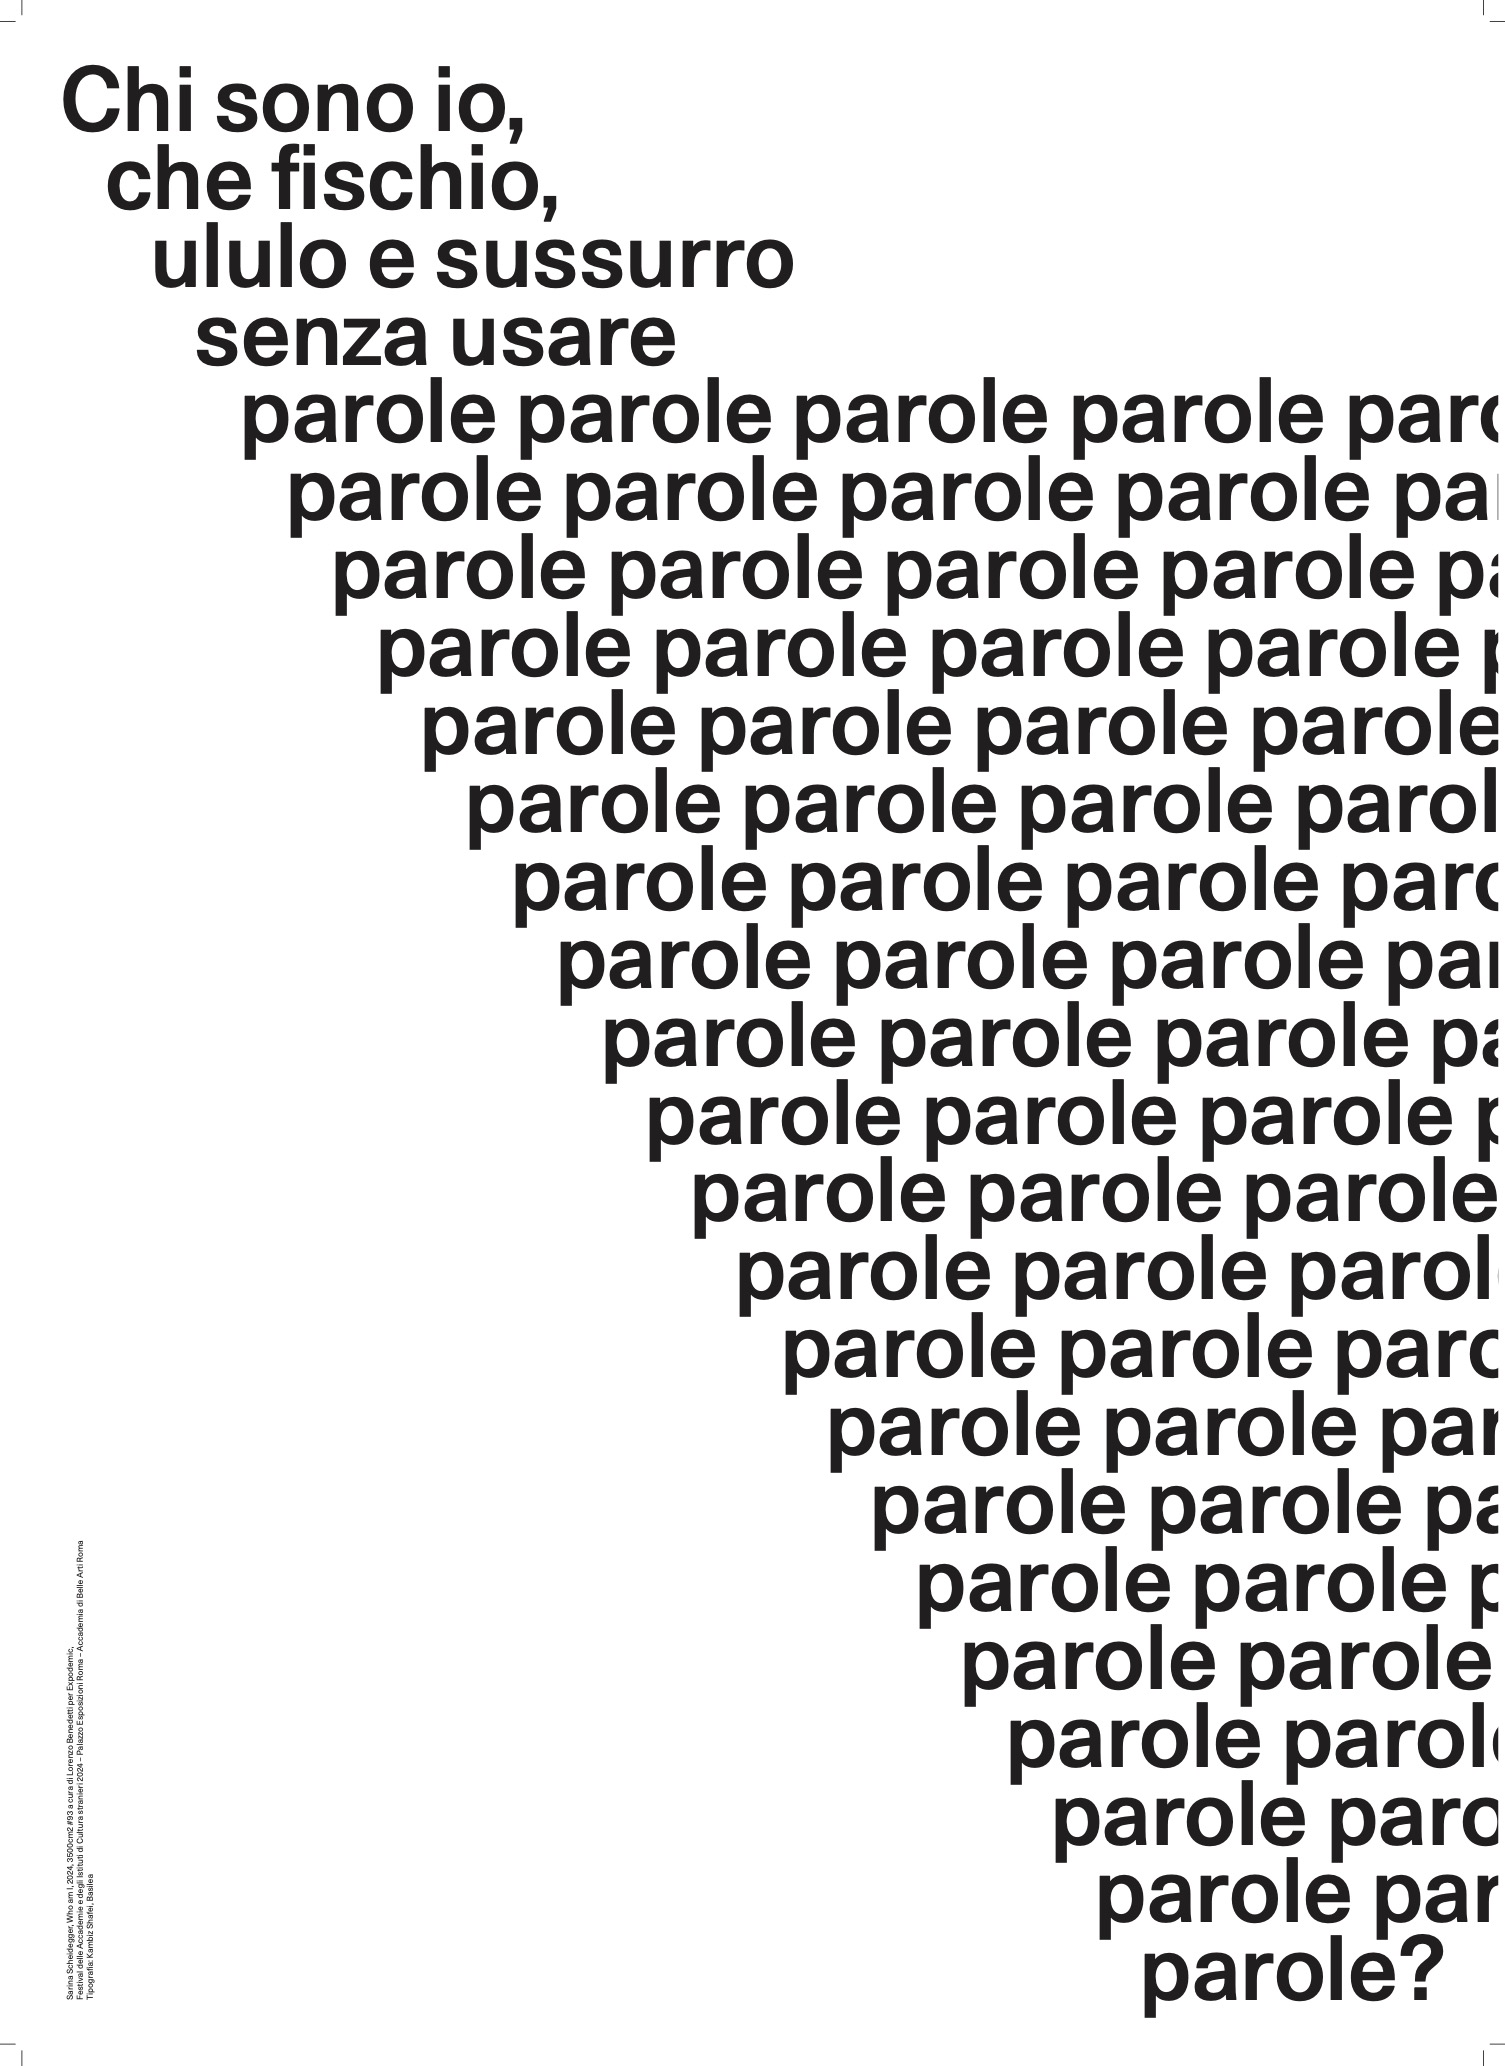 Chi sono io,
che fischio,
ululo e sussurro
senza usare
parole parole parole parole paro
parole parole parole parole par
parole parole parole parole pa
parole parole parole parole p
parole parole parole parole
parole parole parole parol
parole parole parole paro
parole parole parole par
parole parole parole pa
parole parole parole p
parole parole parole
parole parole parole
parole parole paro
parole parole par
parole parole pa
parole parole p
parole parole
parole parole
parole paro
parole par
parole?
Sarina Scheidegger, Who am I, 2024, 3500cm2 #93 a cura di Lorenzo Benedetti per Expodemic,
Festival delle Accademie e degli Istituti di Cultura stranieri 2024 – Palazzo Esposizioni Roma – Accademia di Belle Arti Roma
Tipografia: Kambiz Shafei, Basilea